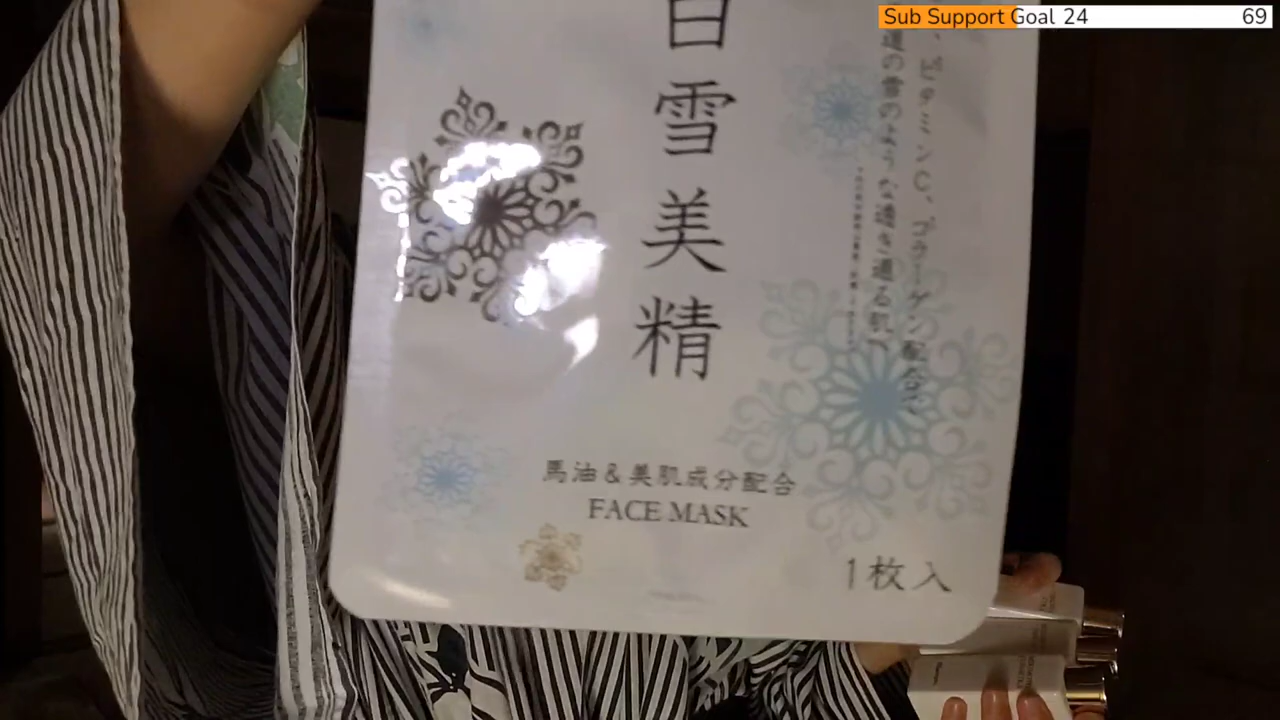 Sub Support Goal 24 69
白雪美精
ビタミンC、プラーゲン配合で
雪のような透き通る肌へ
馬油&美肌成分配合
FACE MASK
1枚入